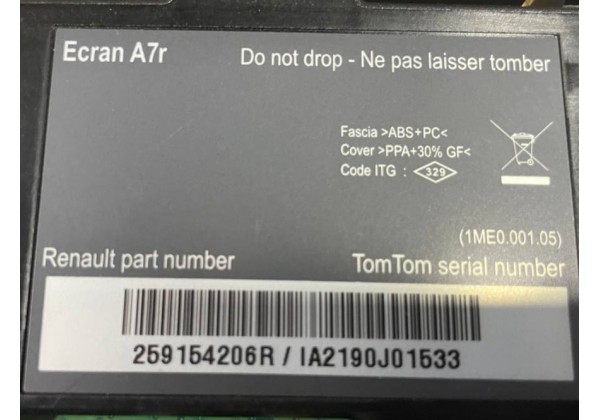 Ecran A7r
Do not drop - Ne pas laisser tomber
Fascia >ABS+PC<
Cover >PPA+30% GF<
Code ITG : 329
(1ME0.001.05)
Renault part number
TomTom serial number
259154206R / IA2190J01533